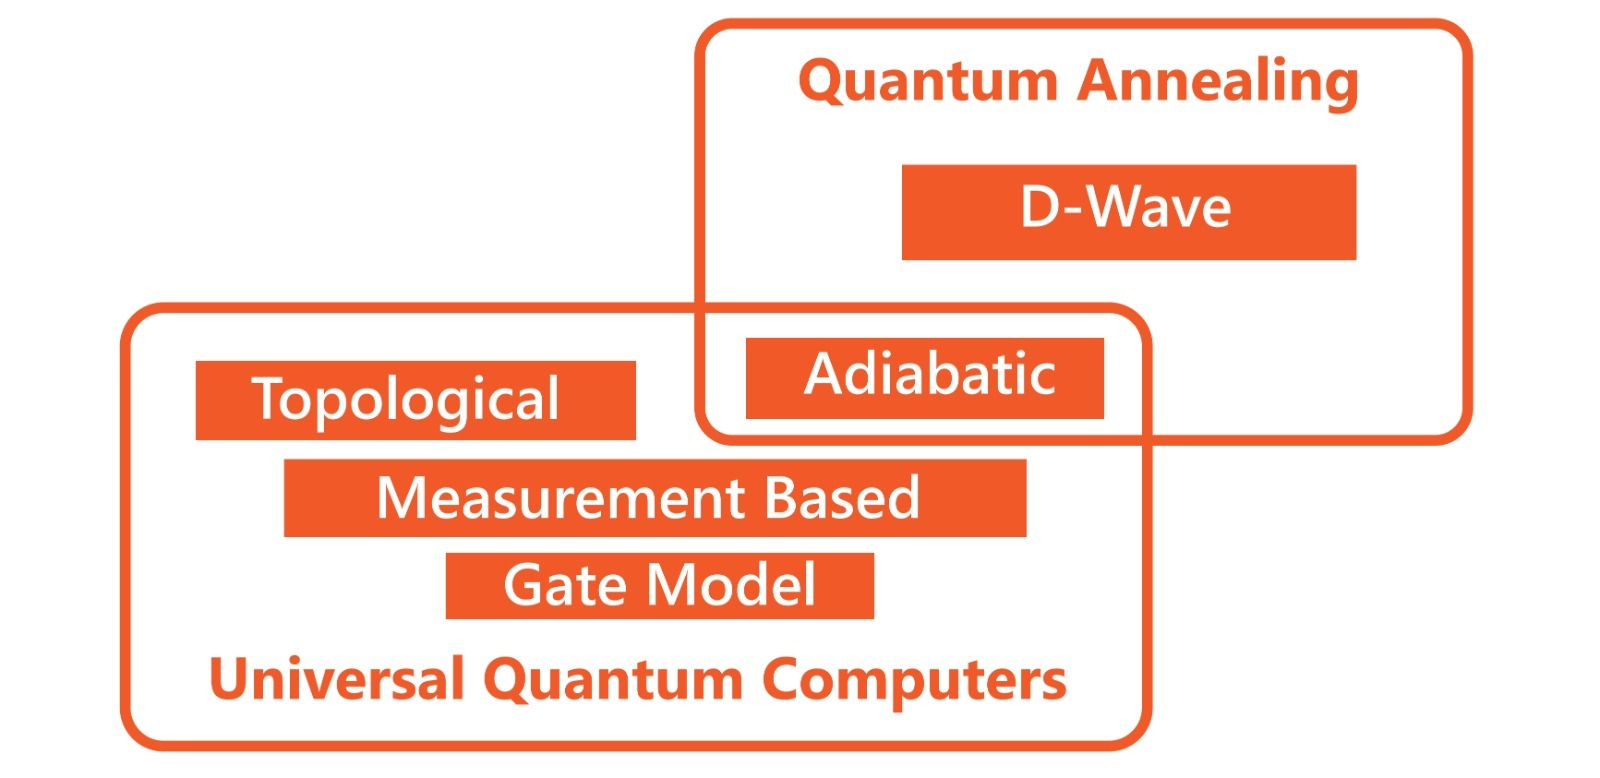 Quantum Annealing
D-Wave
Adiabatic
Topological
Measurement Based
Gate Model
Universal Quantum Computers